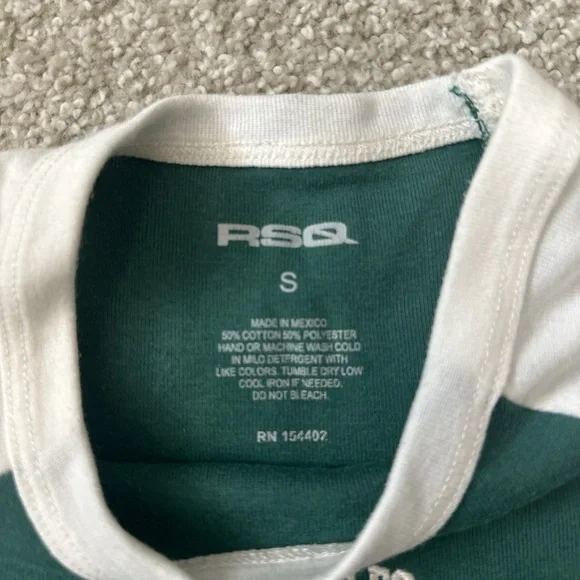 RSQ
S
MADE IN MEXICO
50% COTTON 50% POLYESTER
HAND OR MACHINE WASH COLD
IN MILD DETERGENT WITH
LIKE COLORS. TUMBLE DRY LOW
COOL IRON IF NEEDED.
DO NOT BLEACH.
RN 154402